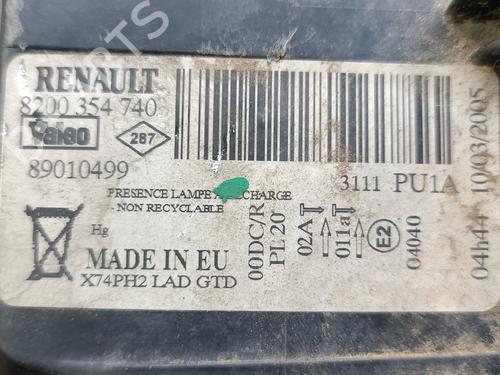 RENAULT
8200 354 740
Valeo
287
89010499
3111 PU1A
PRESENCE LAMPE A DECHARGE
- NON RECYCLABLE
Hg
MADE IN EU
X74PH2 LAD GTD
00DC/R
PL 20
02A
011a
E2
04040
04h44 10/03/2005